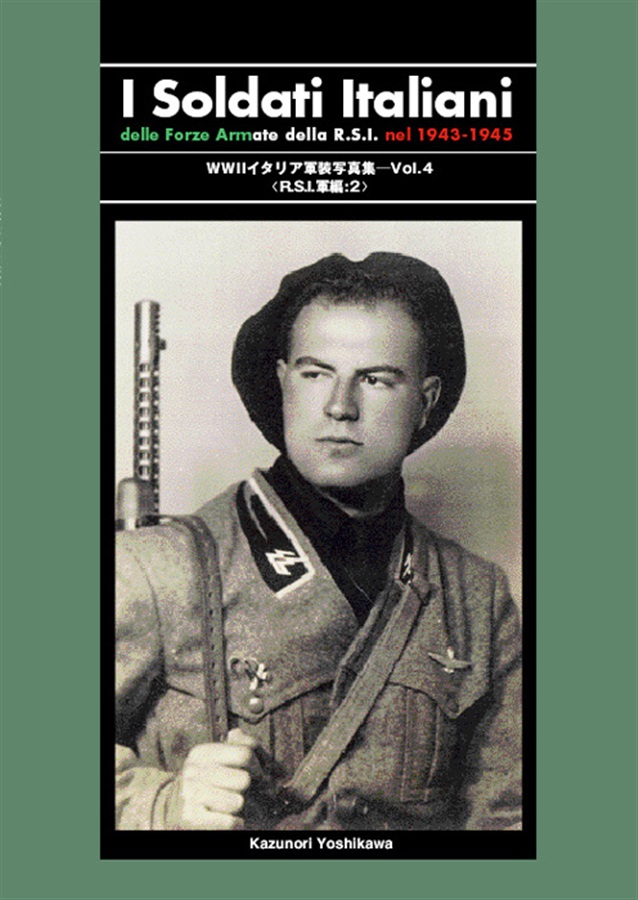 I Soldati Italiani
delle Forze Armate della R.S.I. nel 1943-1945
WWIIイタリア軍装写真集—Vol.4
〈R.S.I.軍編:2〉
Kazunori Yoshikawa